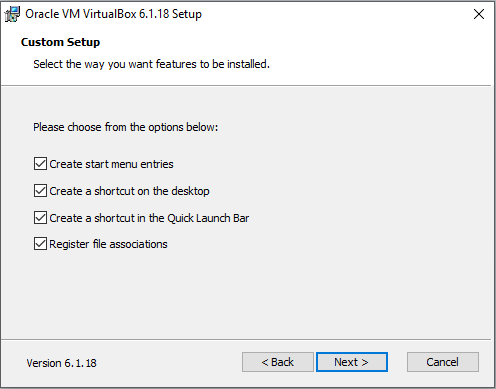 Oracle VM VirtualBox 6.1.18 Setup
Custom Setup
Select the way you want features to be installed.
Please choose from the options below:
Create start menu entries
Create a shortcut on the desktop
Create a shortcut in the Quick Launch Bar
Register file associations
Version 6.1.18
< Back
Next >
Cancel